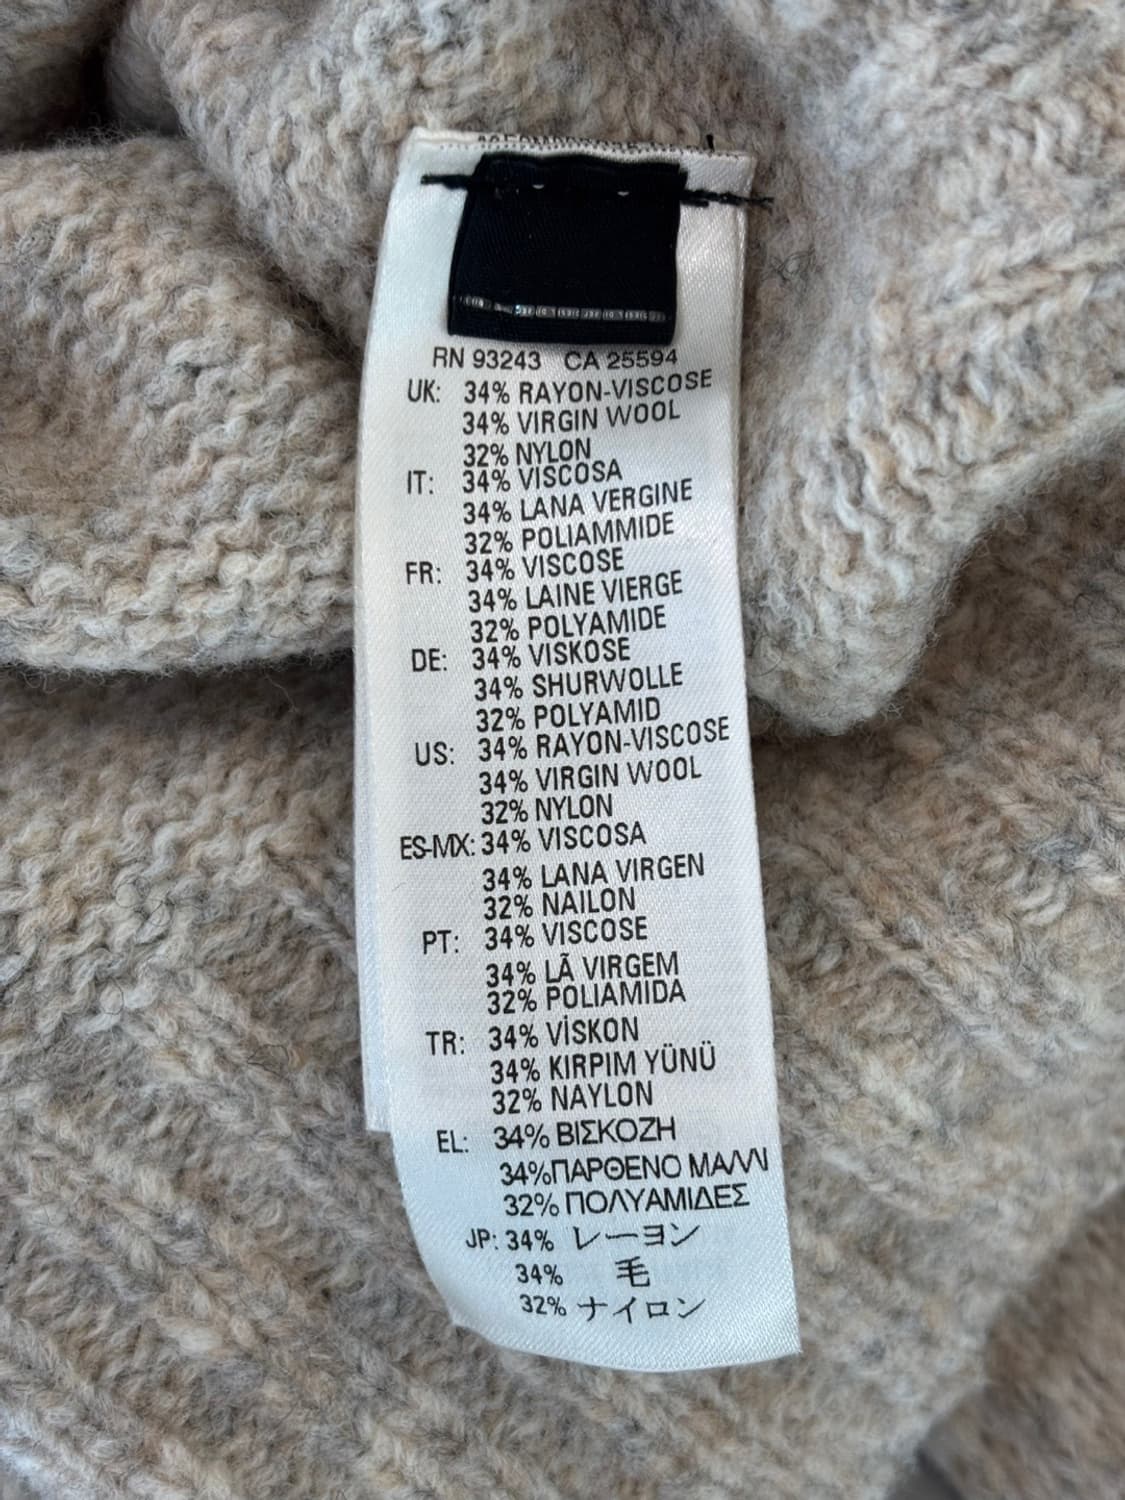 RN 93243 CA 25594
UK: 34% RAYON-VISCOSE
34% VIRGIN WOOL
32% NYLON
IT: 34% VISCOSA
34% LANA VERGINE
32% POLIAMMIDE
FR: 34% VISCOSE
34% LAINE VIERGE
32% POLYAMIDE
DE: 34% VISKOSE
34% SHURWOLLE
32% POLYAMID
US: 34% RAYON-VISCOSE
34% VIRGIN WOOL
32% NYLON
ES-MX: 34% VISCOSA
34% LANA VIRGEN
32% NAILON
PT: 34% VISCOSE
34% LÃ VIRGEM
32% POLIAMIDA
TR: 34% VİSKON
34% KIRPIM YÜNÜ
32% NAYLON
EL: 34% ΒΙΣΚΟΖΗ
34%ΠΑΡΘΕΝΟ ΜΑΛΛΙ
32% ΠΟΛΥΑΜΙΔΕΣ
JP: 34% レーヨン
34% 毛
32% ナイロン